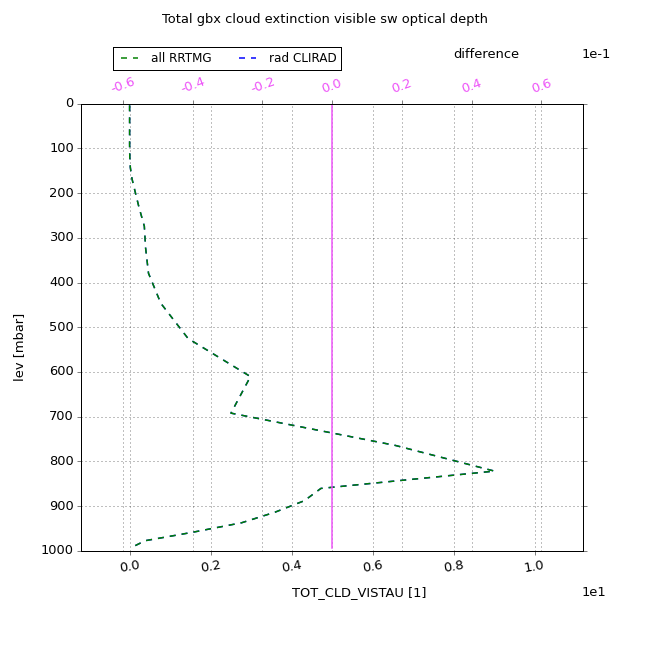 Total gbx cloud extinction visible sw optical depth
all RRTMG rad CLIRAD difference 1e-1
-0.6 -0.4 -0.2 0.0 0.2 0.4 0.6
0
100
200
300
400
500
600
700
800
900
1000
lev [mbar]
0.0 0.2 0.4 0.6 0.8 1.0
TOT_CLD_VISTAU [1] 1e1